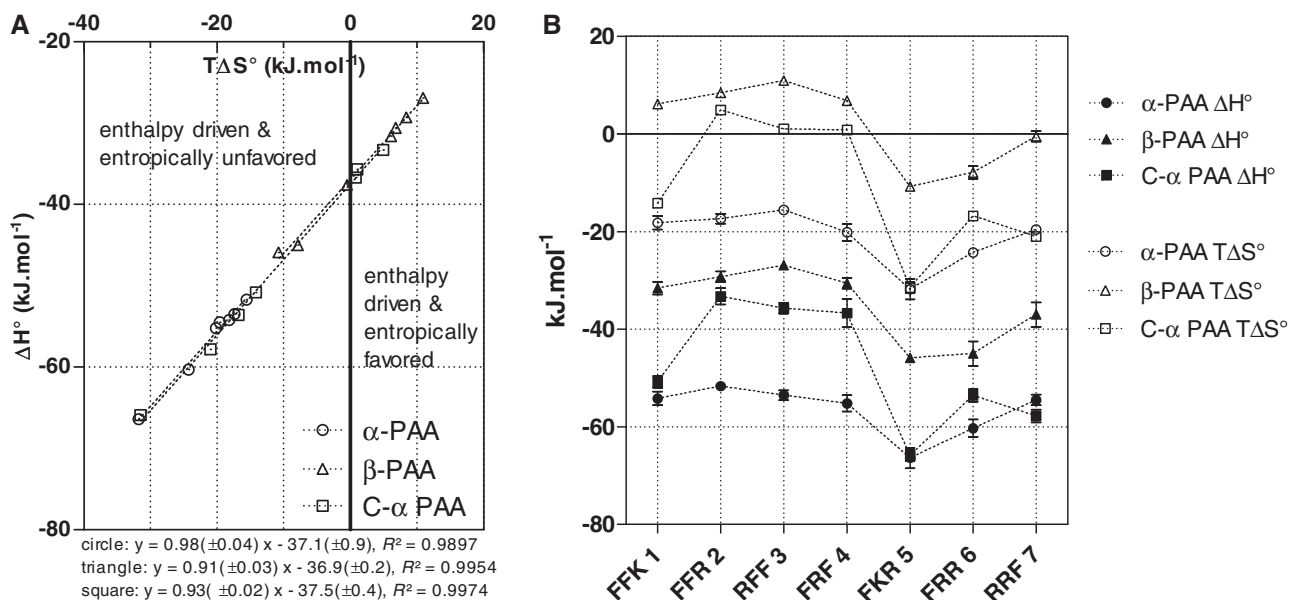 A
-40 -20 0 20
TΔS° (kJ.mol⁻¹)
-20
-40
-60
-80
ΔH° (kJ.mol⁻¹)
enthalpy driven &
entropically unfavored
enthalpy
driven &
entropically
favored
α-PAA
β-PAA
C-α PAA
circle: y = 0.98(±0.04) x - 37.1(±0.9), R² = 0.9897
triangle: y = 0.91(±0.03) x - 36.9(±0.2), R² = 0.9954
square: y = 0.93( ±0.02) x - 37.5(±0.4), R² = 0.9974
B
20
0
-20
-40
-60
-80
kJ.mol⁻¹
FFK 1
FFR 2
RFF 3
FRF 4
FKR 5
FRR 6
RRF 7
α-PAA ΔH°
β-PAA ΔH°
C-α PAA ΔH°
α-PAA TΔS°
β-PAA TΔS°
C-α PAA TΔS°